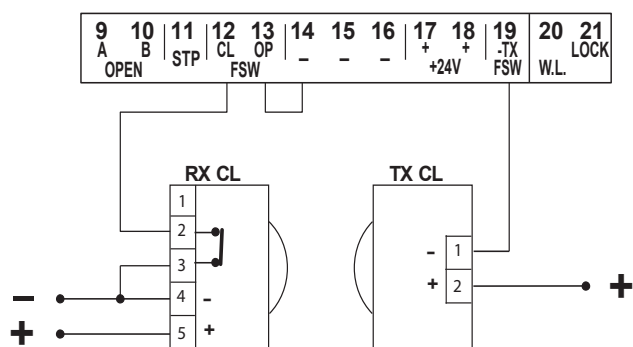 9 10 11 12 13 14 15 16 17 18 19 20 21
A B STP CL OP – – – + + -TX W.L. LOCK
OPEN FSW +24V FSW
RX CL TX CL
1
2
3
– 4 -
+ 5 +
- 1
+ 2 +